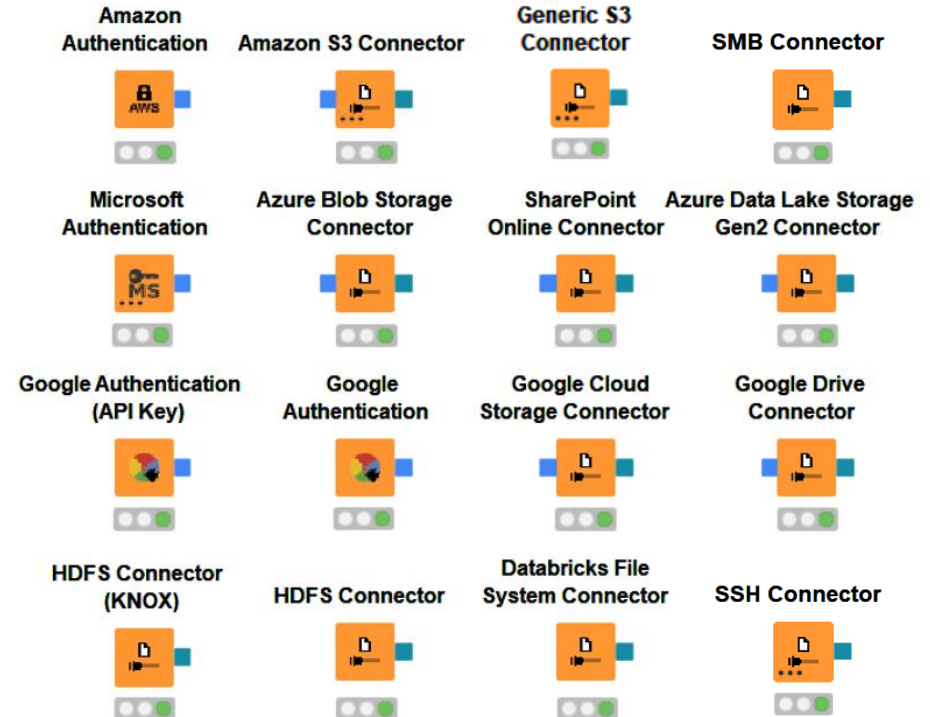 Amazon
Authentication
Amazon S3 Connector
Generic S3
Connector
SMB Connector
AWS
Microsoft
Authentication
Azure Blob Storage
Connector
SharePoint
Online Connector
Azure Data Lake Storage
Gen2 Connector
MS
Google Authentication
(API Key)
Google
Authentication
Google Cloud
Storage Connector
Google Drive
Connector
HDFS Connector
(KNOX)
HDFS Connector
Databricks File
System Connector
SSH Connector